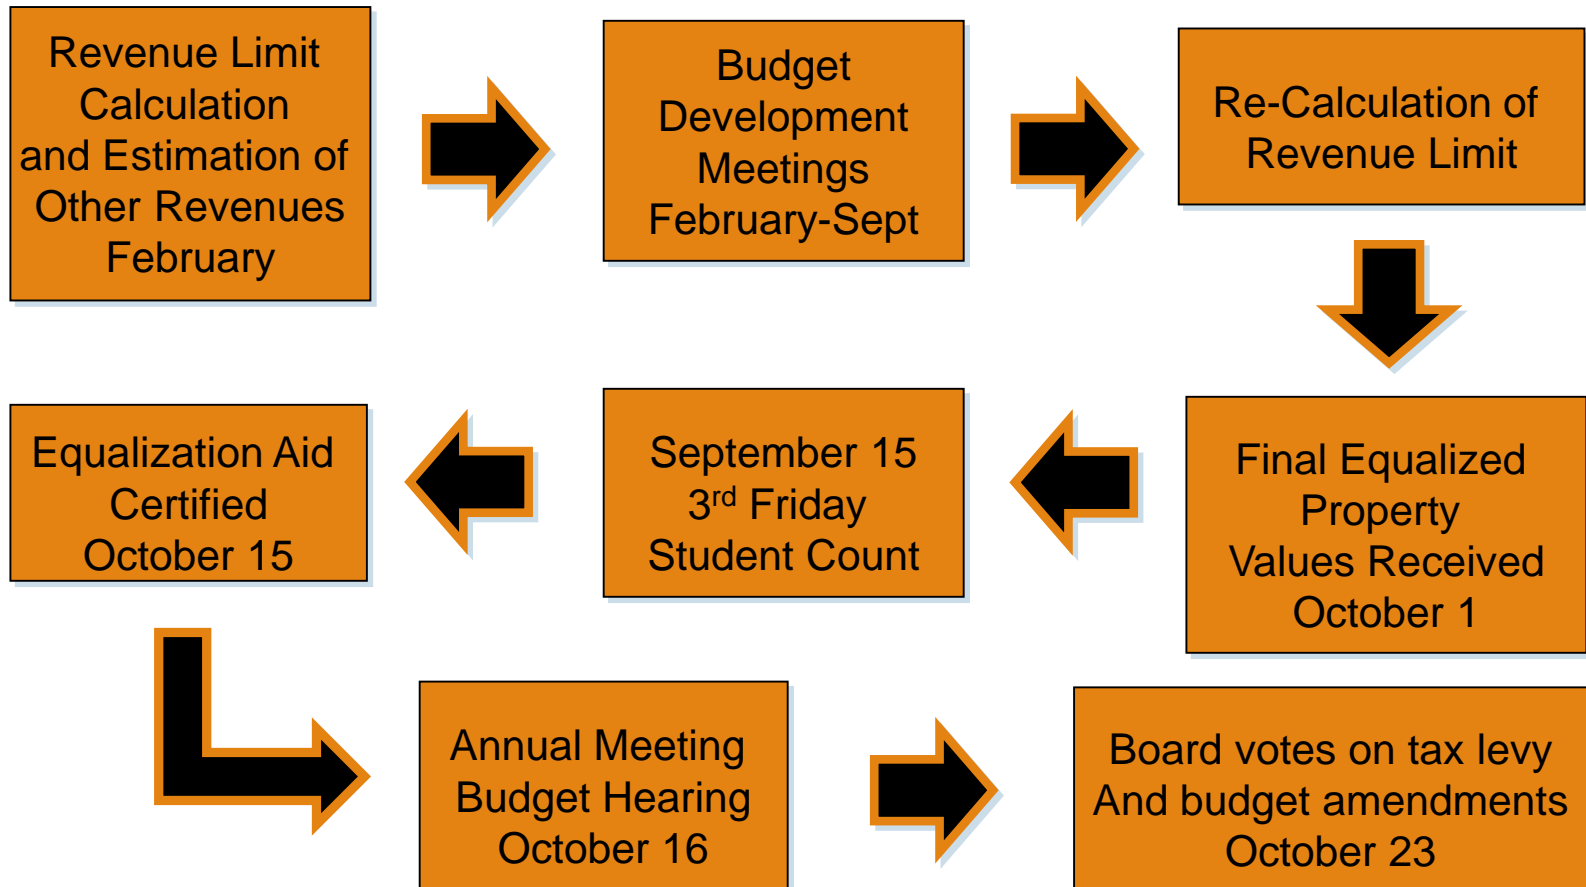 Revenue Limit
Calculation
and Estimation of
Other Revenues
February
Budget
Development
Meetings
February-Sept
Re-Calculation of
Revenue Limit
Final Equalized
Property
Values Received
October 1
September 15
3rd Friday
Student Count
Equalization Aid
Certified
October 15
Annual Meeting
Budget Hearing
October 16
Board votes on tax levy
And budget amendments
October 23